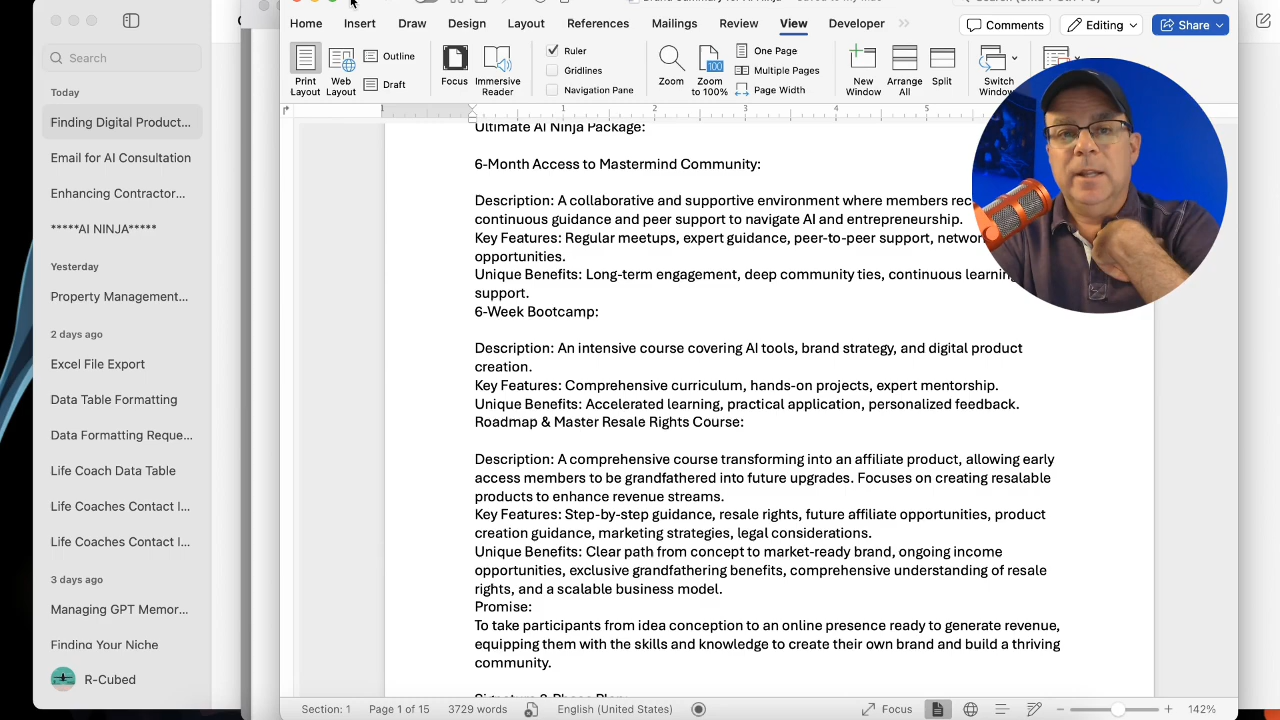 Search
Today
Finding Digital Product...
Email for AI Consultation
Enhancing Contractor...
*****AI NINJA*****
Yesterday
Property Management...
2 days ago
Excel File Export
Data Table Formatting
Data Formatting Reque...
Life Coach Data Table
Life Coaches Contact I...
Life Coaches Contact I...
3 days ago
Managing GPT Memor...
Finding Your Niche
R-Cubed
Home Insert Draw Design Layout References Mailings Review View Developer
Comments Editing Share
Print Layout
Web Layout
Outline
Draft
Focus
Immersive Reader
Ruler
Gridlines
Navigation Pane
Zoom
Zoom to 100%
100
One Page
Multiple Pages
Page Width
New Window
Arrange All
Split
Switch
1 1 2 3 4 5
Ultimate AI Ninja Package:
6-Month Access to Mastermind Community:
Description: A collaborative and supportive environment where members rec
continuous guidance and peer support to navigate AI and entrepreneurship.
Key Features: Regular meetups, expert guidance, peer-to-peer support, networ
opportunities.
Unique Benefits: Long-term engagement, deep community ties, continuous learning
support.
6-Week Bootcamp:
Description: An intensive course covering AI tools, brand strategy, and digital product
creation.
Key Features: Comprehensive curriculum, hands-on projects, expert mentorship.
Unique Benefits: Accelerated learning, practical application, personalized feedback.
Roadmap & Master Resale Rights Course:
Description: A comprehensive course transforming into an affiliate product, allowing early
access members to be grandfathered into future upgrades. Focuses on creating resalable
products to enhance revenue streams.
Key Features: Step-by-step guidance, resale rights, future affiliate opportunities, product
creation guidance, marketing strategies, legal considerations.
Unique Benefits: Clear path from concept to market-ready brand, ongoing income
opportunities, exclusive grandfathering benefits, comprehensive understanding of resale
rights, and a scalable business model.
Promise:
To take participants from idea conception to an online presence ready to generate revenue,
equipping them with the skills and knowledge to create their own brand and build a thriving
community.
Section: 1 Page 1 of 15 3729 words English (United States) Focus 142%